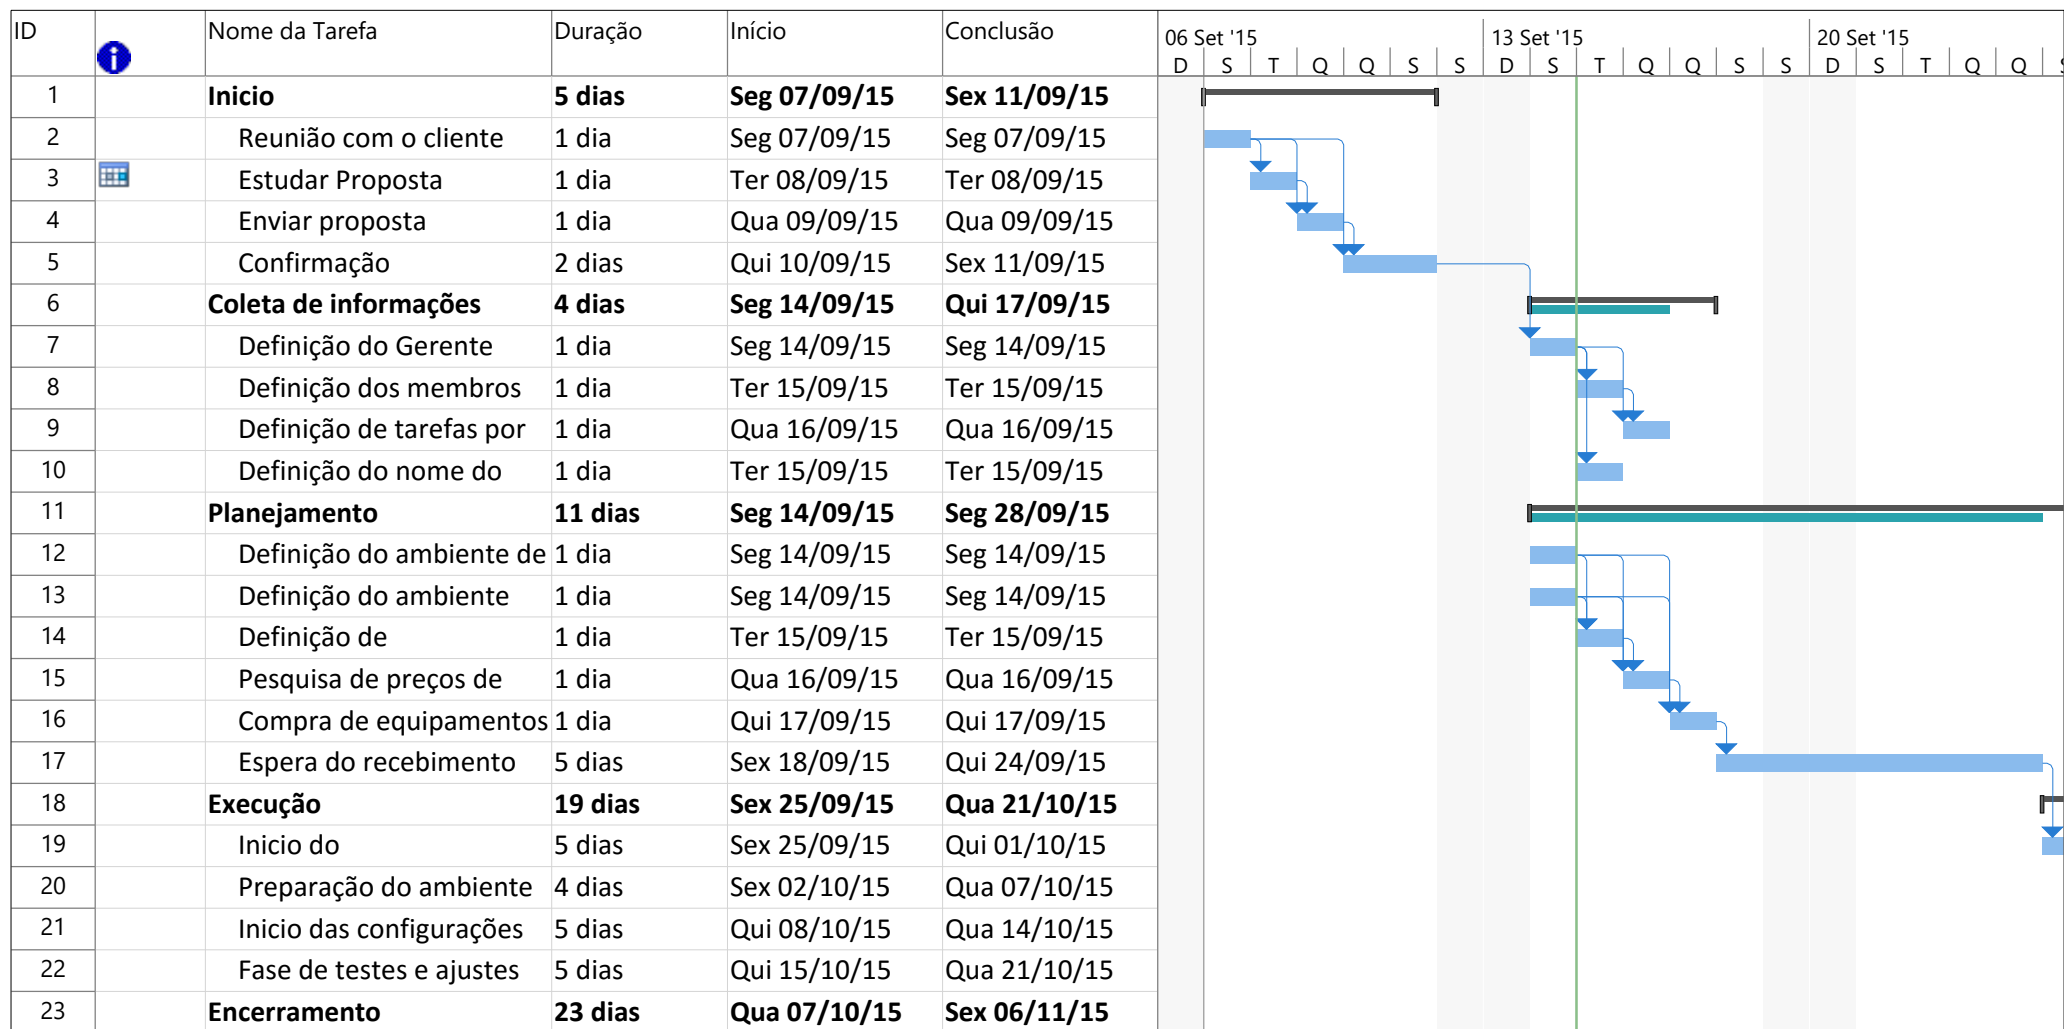 ID Nome da Tarefa Duração Início Conclusão 06 Set '15 13 Set '15 20 Set '15
D S T Q Q S S D S T Q Q S S D S T Q Q S
1 Inicio 5 dias Seg 07/09/15 Sex 11/09/15
2 Reunião com o cliente 1 dia Seg 07/09/15 Seg 07/09/15
3 Estudar Proposta 1 dia Ter 08/09/15 Ter 08/09/15
4 Enviar proposta 1 dia Qua 09/09/15 Qua 09/09/15
5 Confirmação 2 dias Qui 10/09/15 Sex 11/09/15
6 Coleta de informações 4 dias Seg 14/09/15 Qui 17/09/15
7 Definição do Gerente 1 dia Seg 14/09/15 Seg 14/09/15
8 Definição dos membros 1 dia Ter 15/09/15 Ter 15/09/15
9 Definição de tarefas por 1 dia Qua 16/09/15 Qua 16/09/15
10 Definição do nome do 1 dia Ter 15/09/15 Ter 15/09/15
11 Planejamento 11 dias Seg 14/09/15 Seg 28/09/15
12 Definição do ambiente de 1 dia Seg 14/09/15 Seg 14/09/15
13 Definição do ambiente 1 dia Seg 14/09/15 Seg 14/09/15
14 Definição de 1 dia Ter 15/09/15 Ter 15/09/15
15 Pesquisa de preços de 1 dia Qua 16/09/15 Qua 16/09/15
16 Compra de equipamentos 1 dia Qui 17/09/15 Qui 17/09/15
17 Espera do recebimento 5 dias Sex 18/09/15 Qui 24/09/15
18 Execução 19 dias Sex 25/09/15 Qua 21/10/15
19 Inicio do 5 dias Sex 25/09/15 Qui 01/10/15
20 Preparação do ambiente 4 dias Sex 02/10/15 Qua 07/10/15
21 Inicio das configurações 5 dias Qui 08/10/15 Qua 14/10/15
22 Fase de testes e ajustes 5 dias Qui 15/10/15 Qua 21/10/15
23 Encerramento 23 dias Qua 07/10/15 Sex 06/11/15